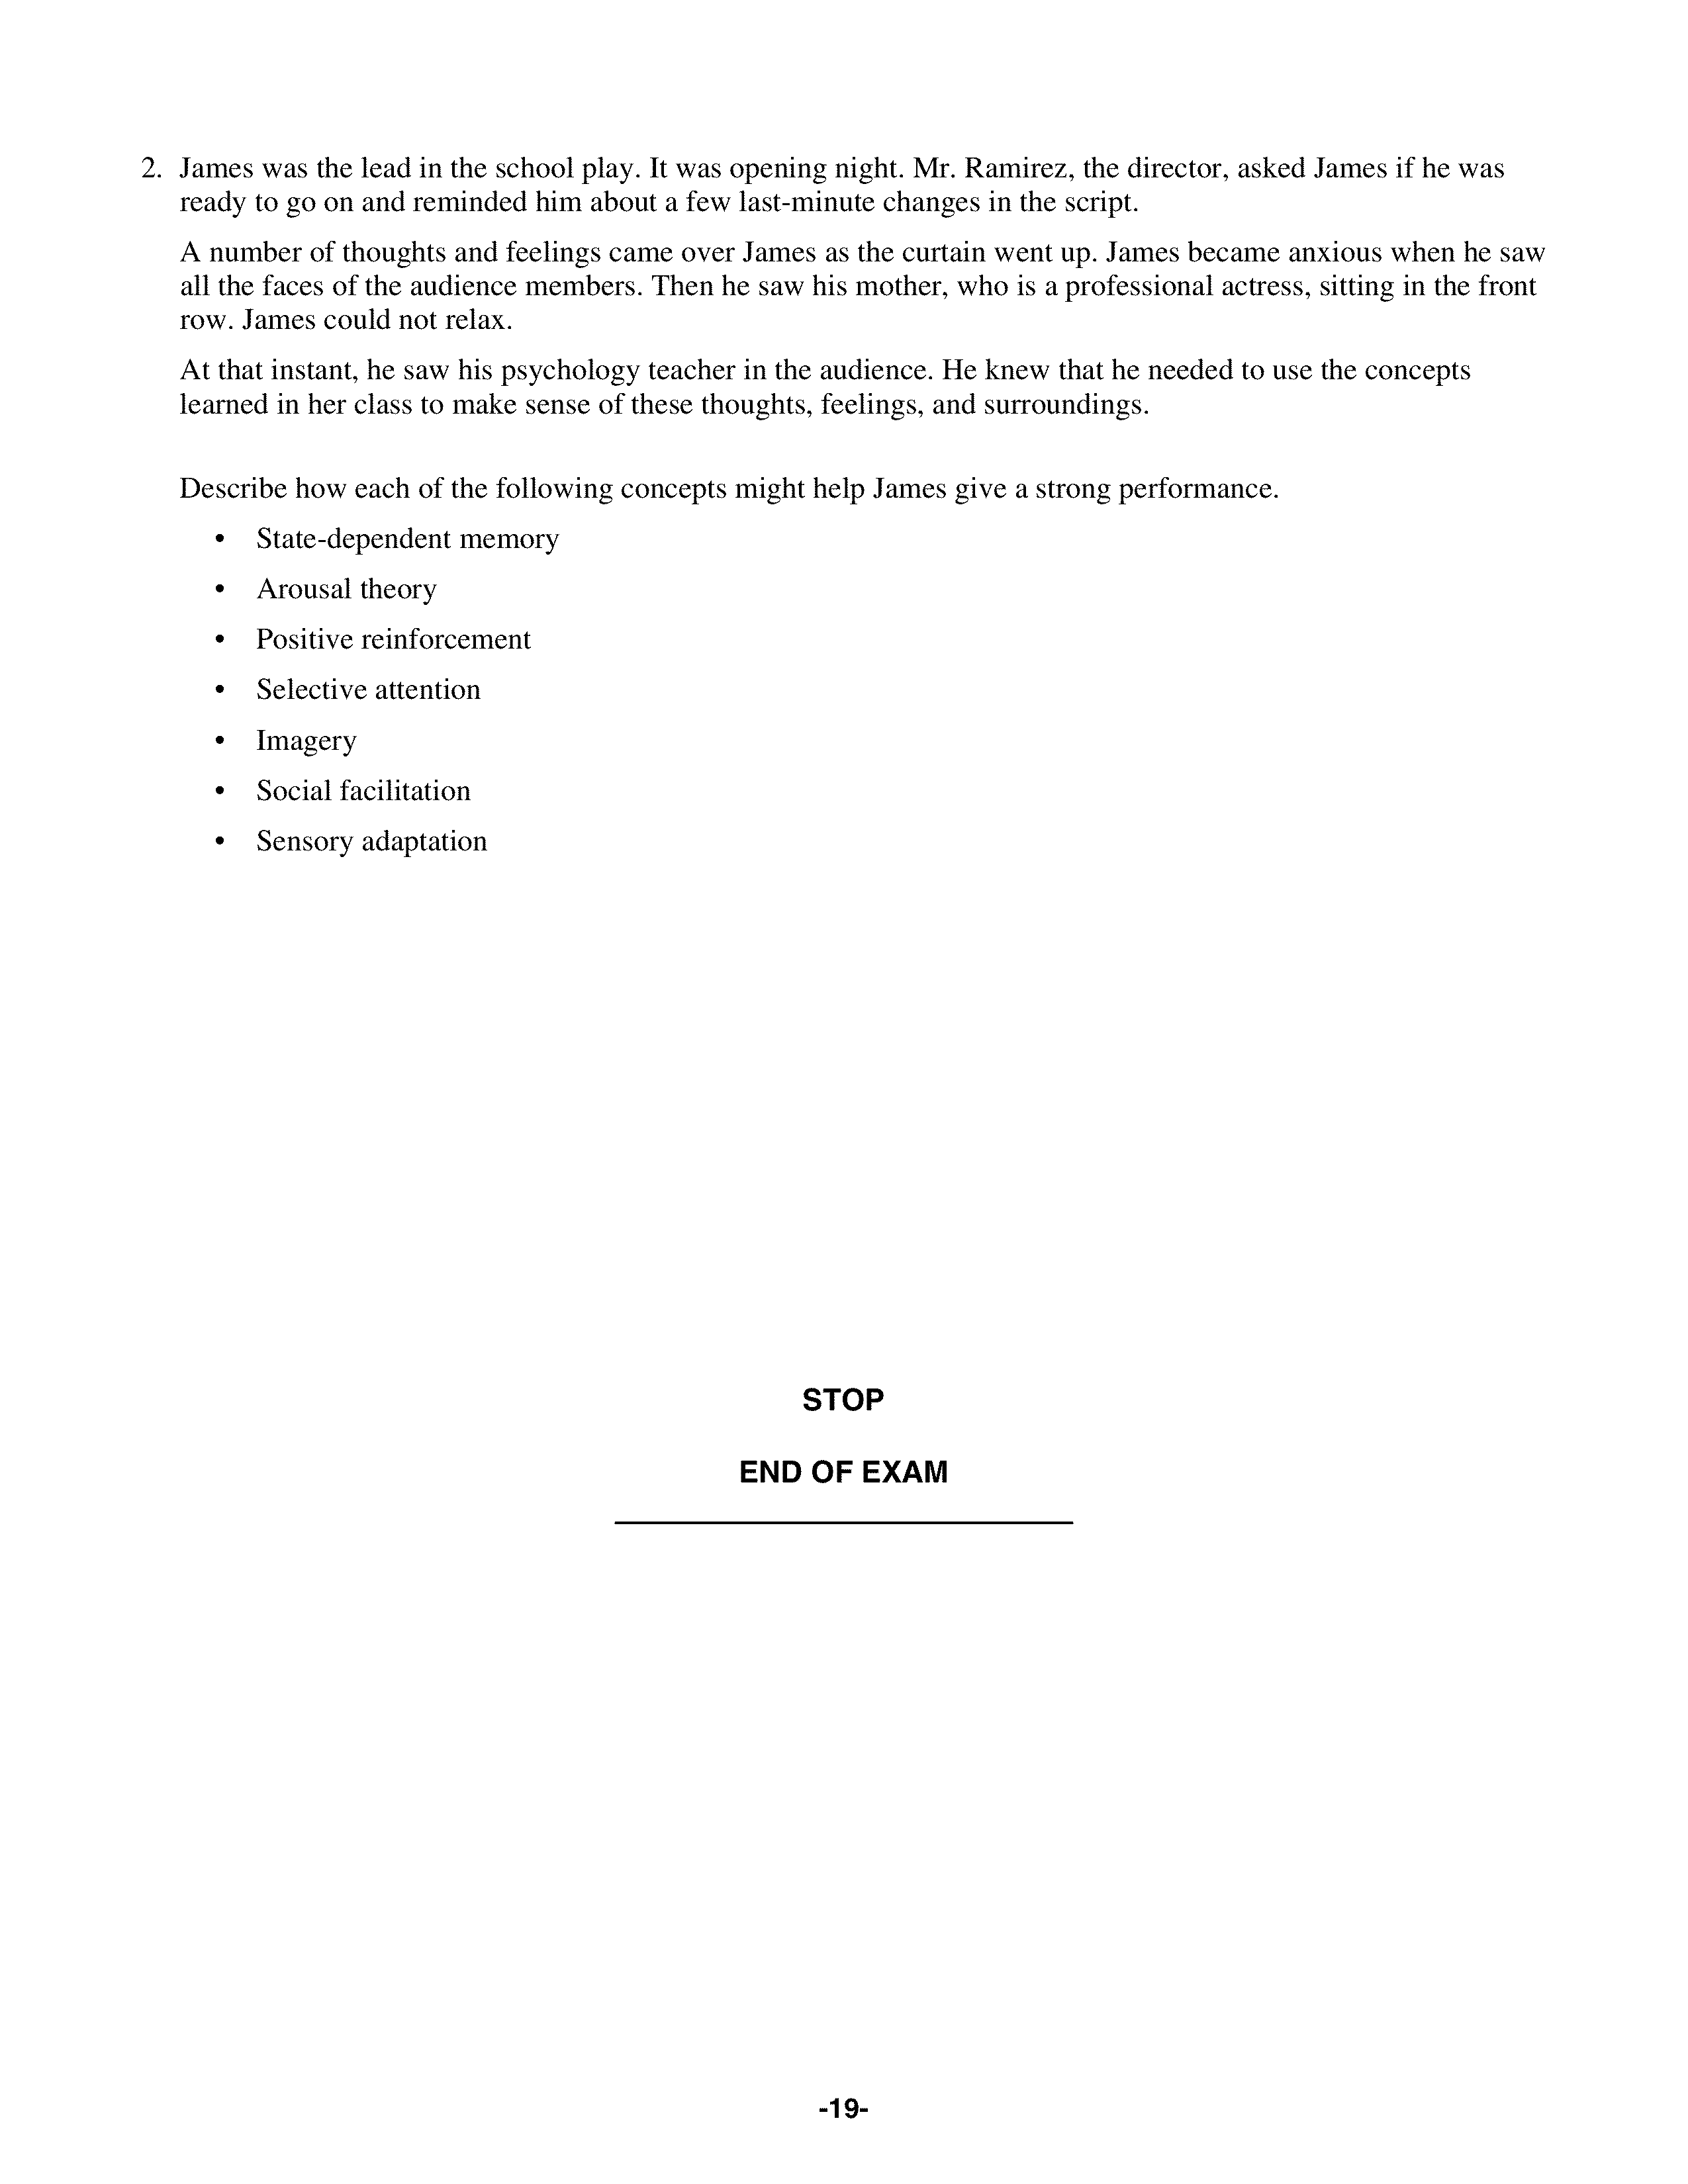 2. James was the lead in the school play. It was opening night. Mr. Ramirez, the director, asked James if he was
ready to go on and reminded him about a few last-minute changes in the script.
A number of thoughts and feelings came over James as the curtain went up. James became anxious when he saw
all the faces of the audience members. Then he saw his mother, who is a professional actress, sitting in the front
row. James could not relax.
At that instant, he saw his psychology teacher in the audience. He knew that he needed to use the concepts
learned in her class to make sense of these thoughts, feelings, and surroundings.
Describe how each of the following concepts might help James give a strong performance.
• State-dependent memory
• Arousal theory
• Positive reinforcement
• Selective attention
• Imagery
• Social facilitation
• Sensory adaptation
STOP
END OF EXAM
-19-